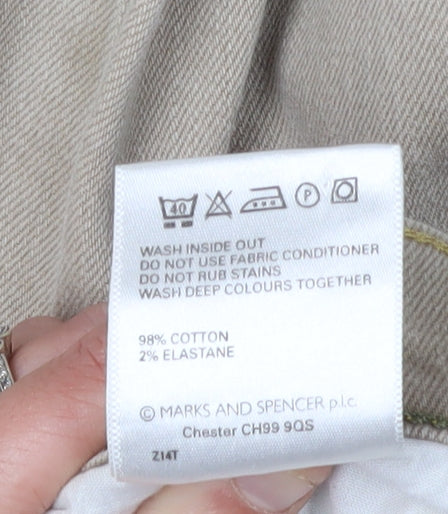 40 P
WASH INSIDE OUT
DO NOT USE FABRIC CONDITIONER
DO NOT RUB STAINS
WASH DEEP COLOURS TOGETHER
98% COTTON
2% ELASTANE
© MARKS AND SPENCER p.l.c.
Chester CH99 9QS
Z14T